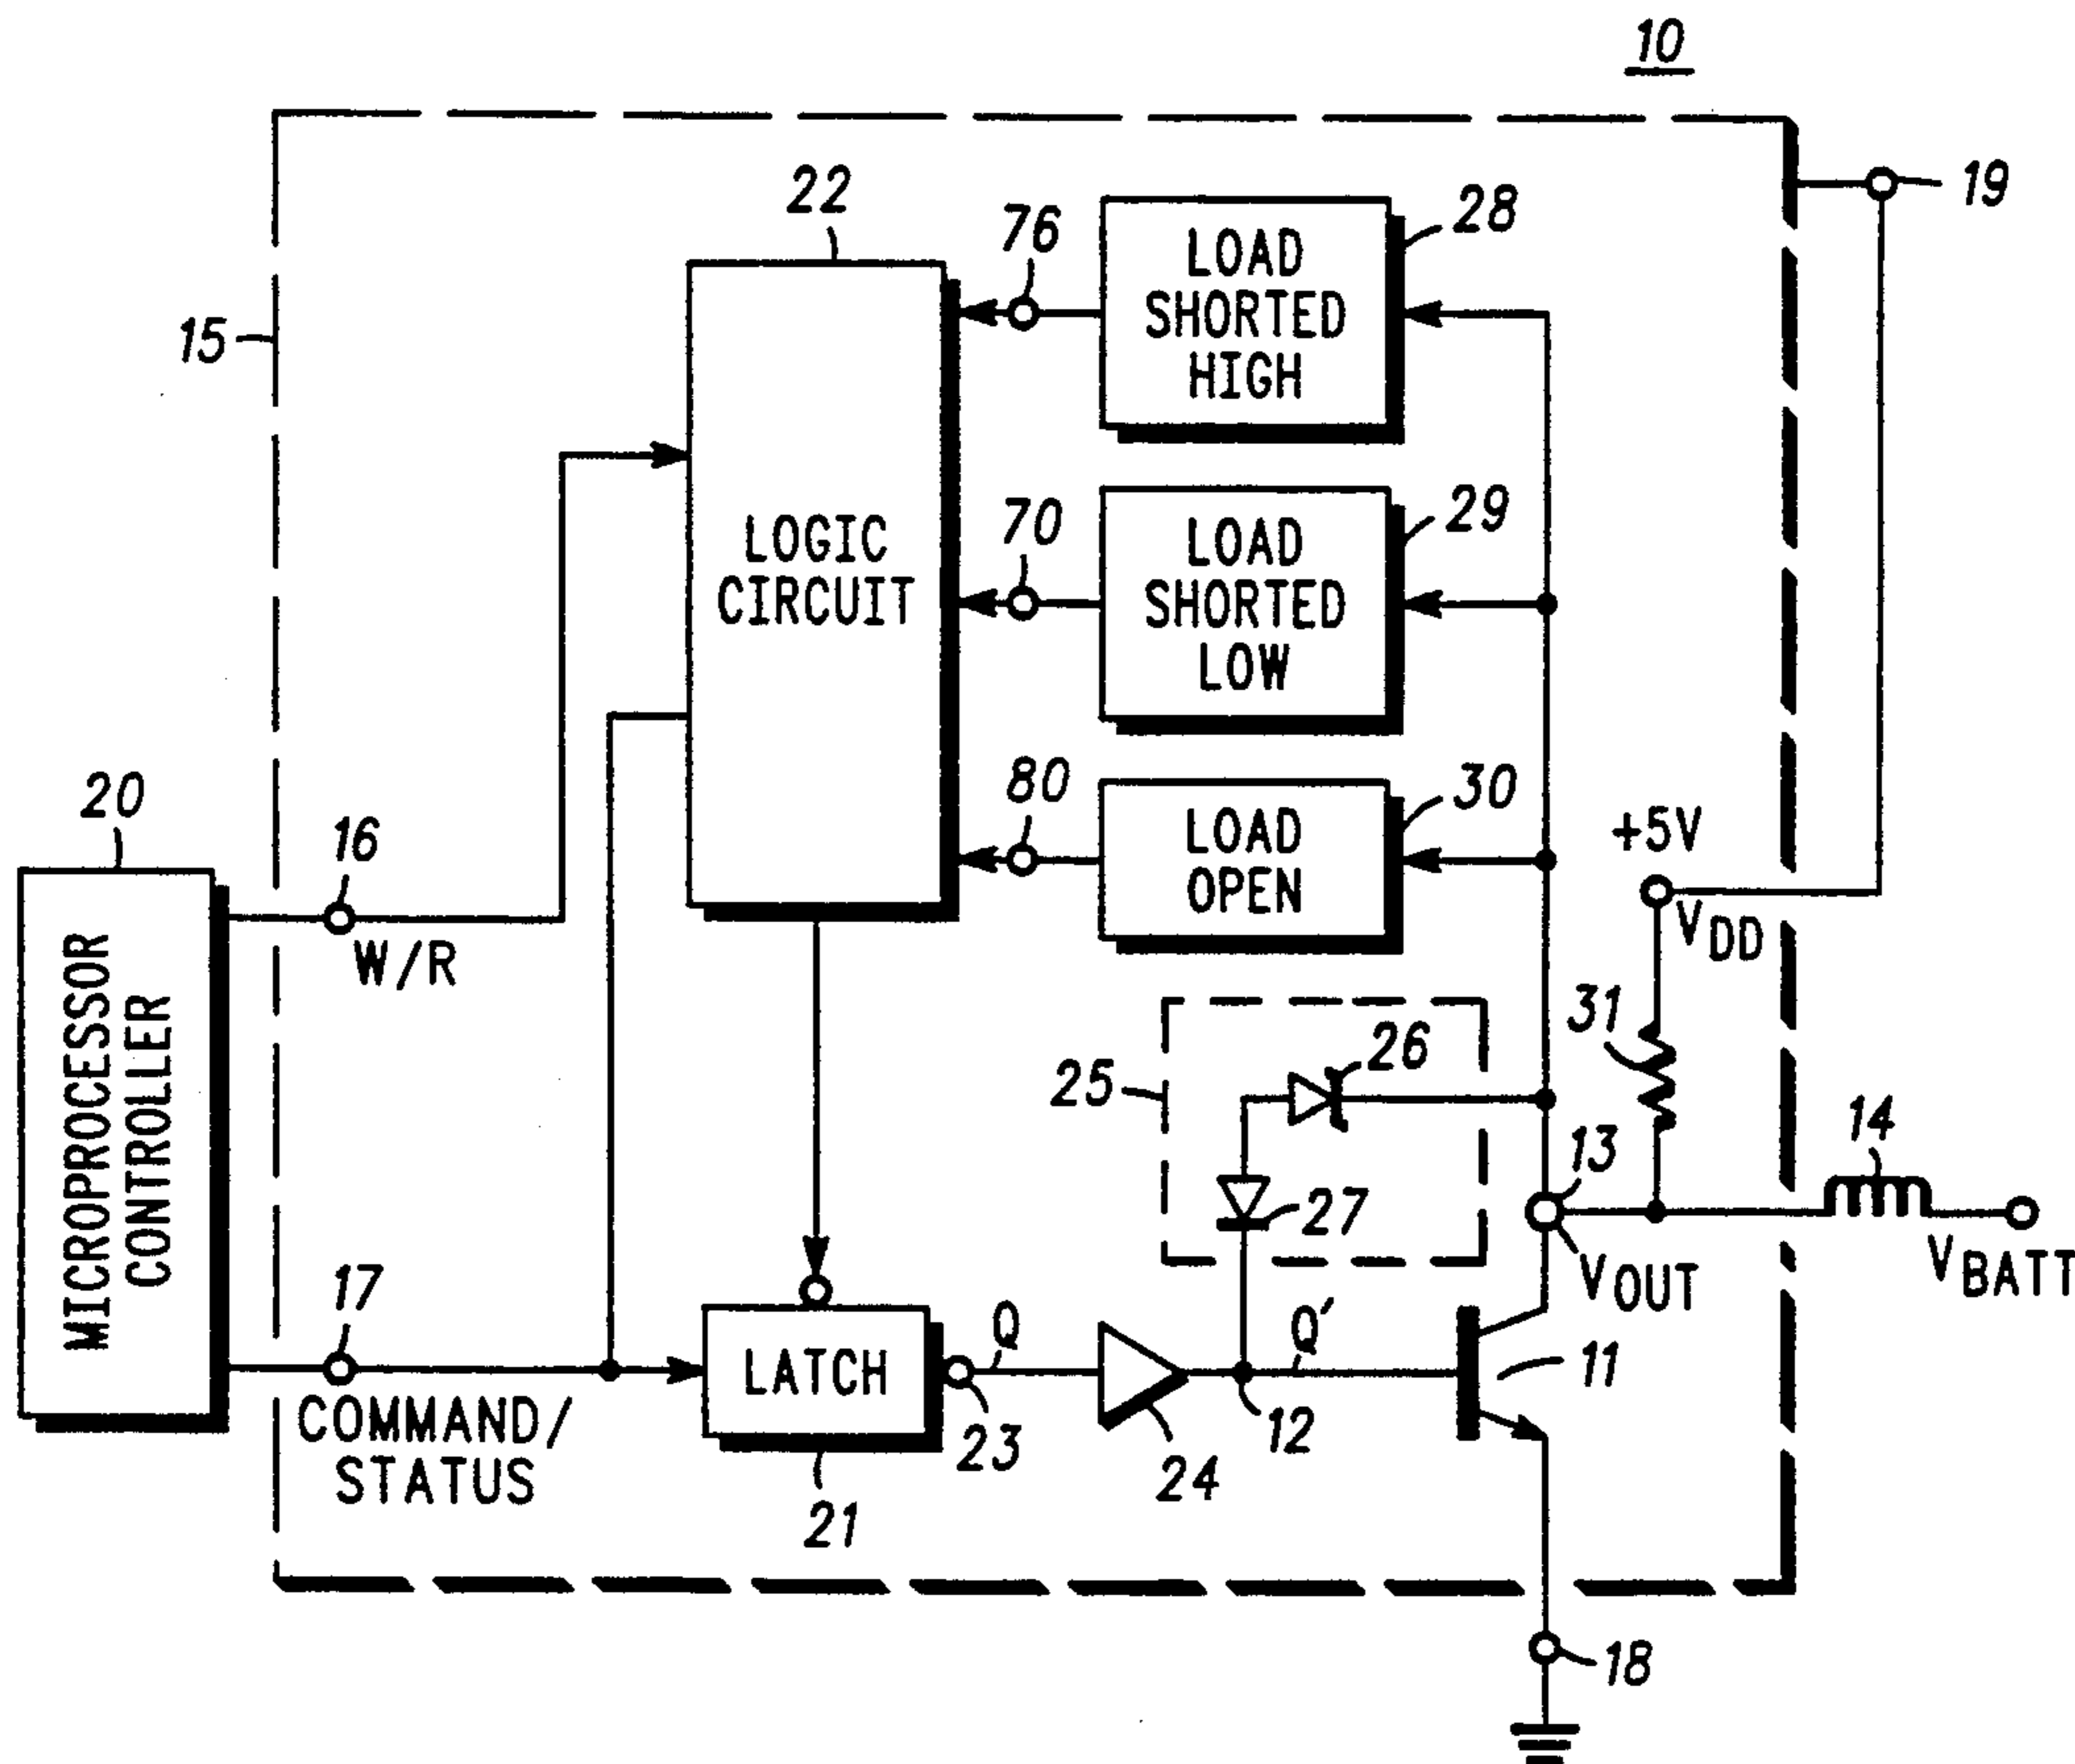 10
19
22
76
28
LOAD
SHORTED
HIGH
15
70
29
LOGIC
CIRCUIT
LOAD
SHORTED
LOW
20
16
80
30
LOAD
OPEN
+5V
VDD
W/R
MICROPROCESSOR
CONTROLLER
31
25
26
14
13
27
VOUT
VBATT
17
Q
Q'
LATCH
11
COMMAND/
STATUS
23
12
24
21
18